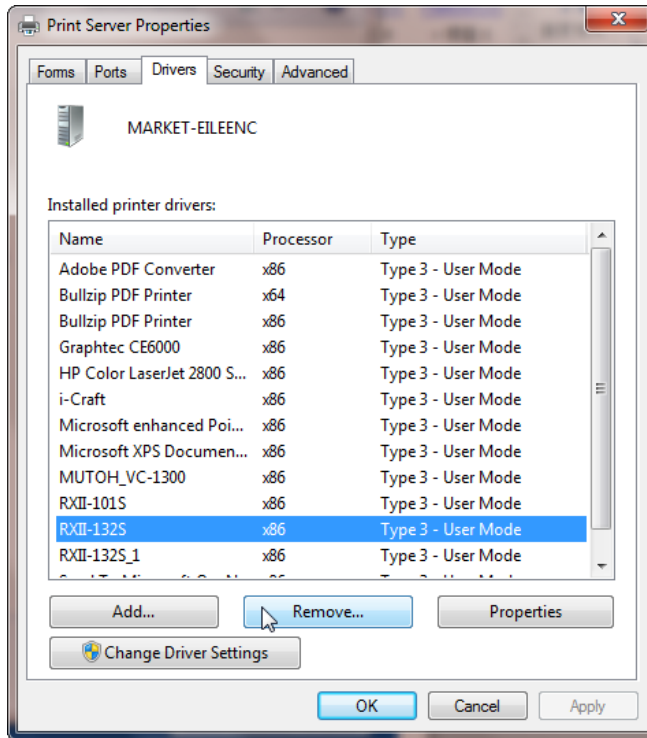 Print Server Properties
Forms Ports Drivers Security Advanced
MARKET-EILEENC
Installed printer drivers:
Name Processor Type
Adobe PDF Converter x86 Type 3 - User Mode
Bullzip PDF Printer x64 Type 3 - User Mode
Bullzip PDF Printer x86 Type 3 - User Mode
Graphtec CE6000 x86 Type 3 - User Mode
HP Color LaserJet 2800 S... x86 Type 3 - User Mode
i-Craft x86 Type 3 - User Mode
Microsoft enhanced Poi... x86 Type 3 - User Mode
Microsoft XPS Documen... x86 Type 3 - User Mode
MUTOH_VC-1300 x86 Type 3 - User Mode
RXII-101S x86 Type 3 - User Mode
RXII-132S x86 Type 3 - User Mode
RXII-132S_1 x86 Type 3 - User Mode
Add... Remove... Properties
Change Driver Settings
OK Cancel Apply